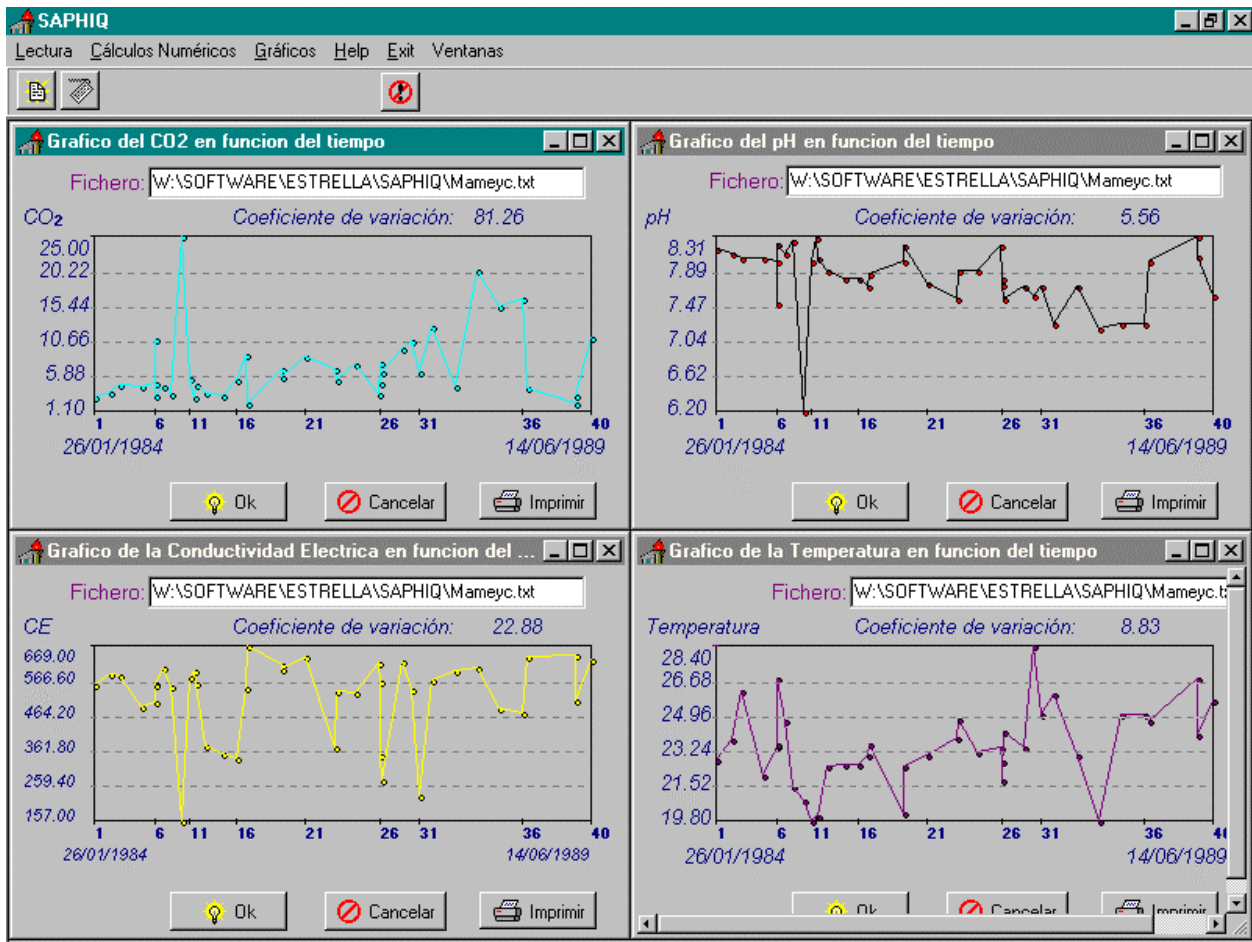 SAPHIQ
Lectura Cálculos Numéricos Gráficos Help Exit Ventanas
Grafico del CO2 en funcion del tiempo
Fichero: W:\SOFTWARE\ESTRELLA\SAPHIQ\Mameyc.txt
CO2 Coeficiente de variación: 81.26
25.00
20.22
15.44
10.66
5.88
1.10
1 6 11 16 21 26 31 36 40
26/01/1984 14/06/1989
Ok Cancelar Imprimir
Grafico del pH en funcion del tiempo
Fichero: W:\SOFTWARE\ESTRELLA\SAPHIQ\Mameyc.txt
pH Coeficiente de variación: 5.56
8.31
7.89
7.47
7.04
6.62
6.20
1 6 11 16 21 26 31 36 40
26/01/1984 14/06/1989
Ok Cancelar Imprimir
Grafico de la Conductividad Electrica en funcion del ...
Fichero: W:\SOFTWARE\ESTRELLA\SAPHIQ\Mameyc.txt
CE Coeficiente de variación: 22.88
669.00
566.60
464.20
361.80
259.40
157.00
1 6 11 16 21 26 31 36 40
26/01/1984 14/06/1989
Ok Cancelar Imprimir
Grafico de la Temperatura en funcion del tiempo
Fichero: W:\SOFTWARE\ESTRELLA\SAPHIQ\Mameyc.t
Temperatura Coeficiente de variación: 8.83
28.40
26.68
24.96
23.24
21.52
19.80
1 6 11 16 21 26 31 36 4
26/01/1984 14/06/1989
Ok Cancelar Imprimir